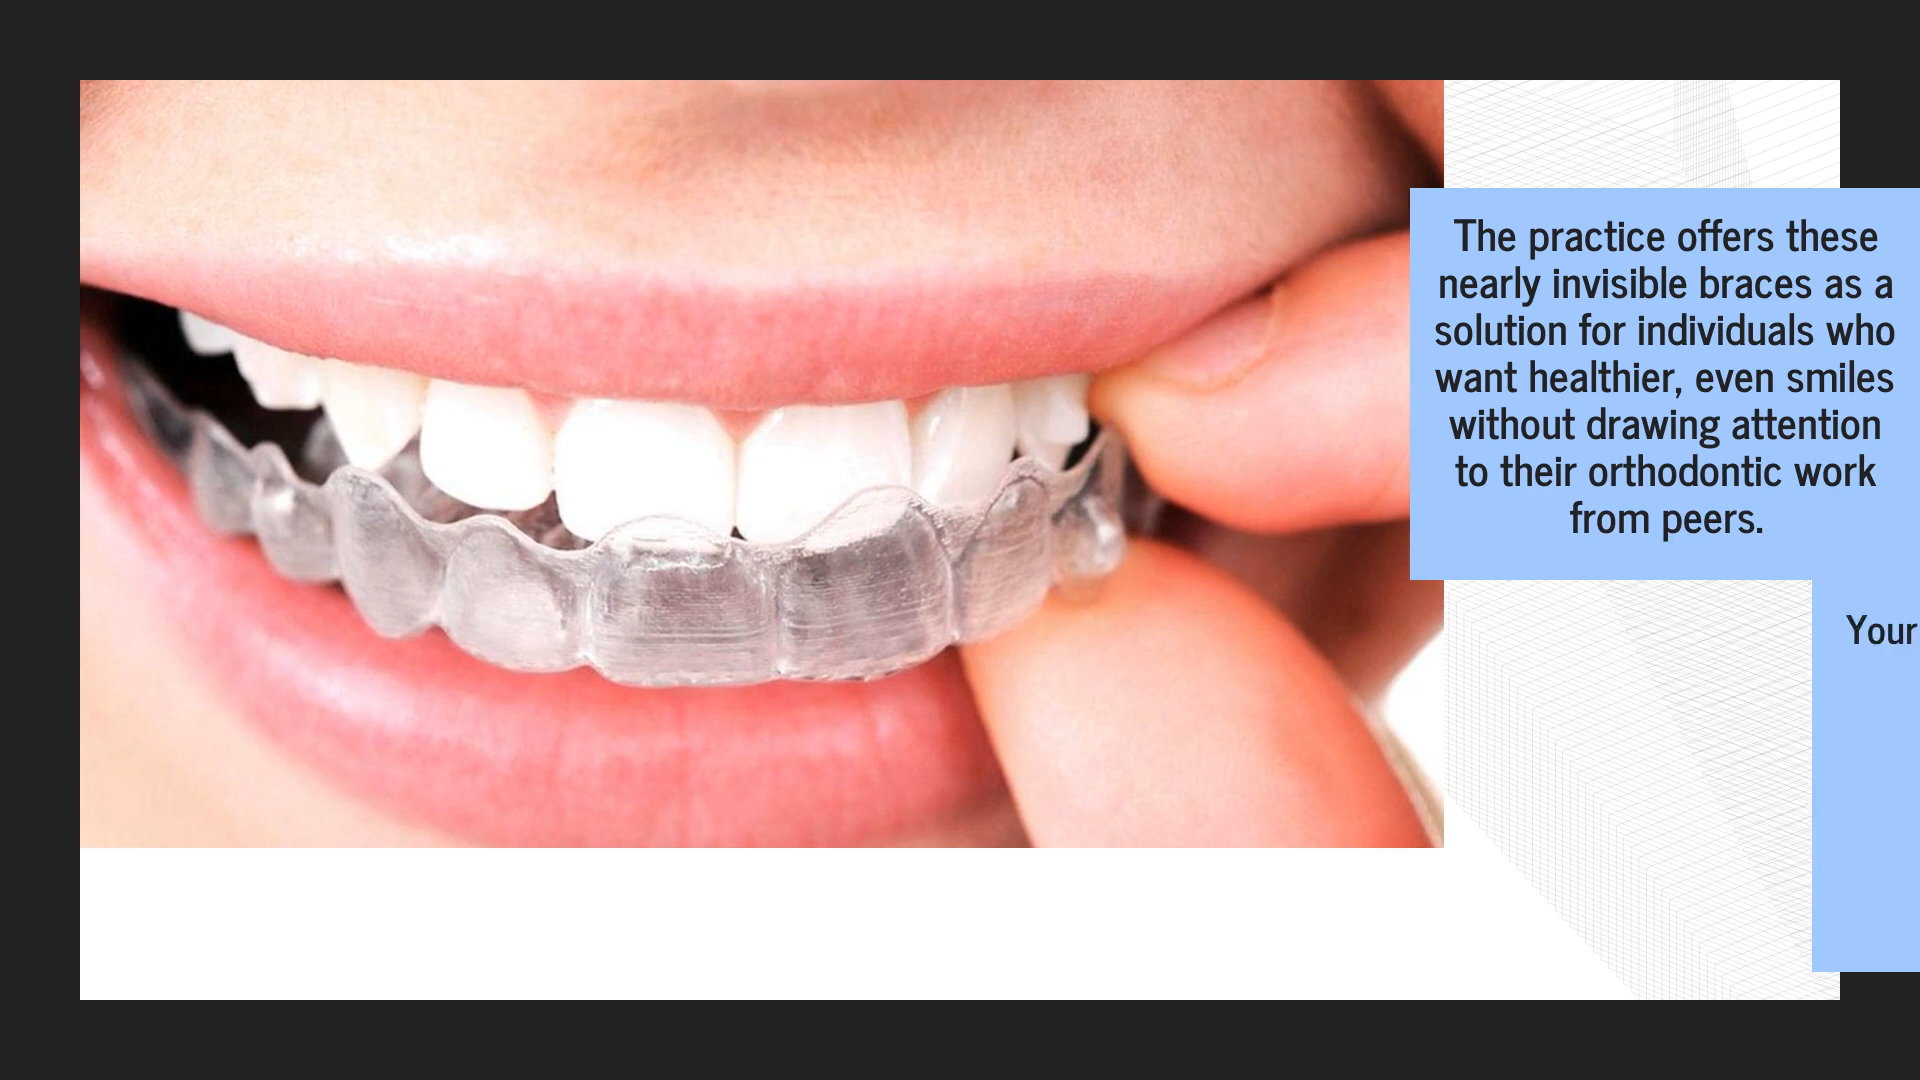 The practice offers these
nearly invisible braces as a
solution for individuals who
want healthier, even smiles
without drawing attention
to their orthodontic work
from peers.
Your